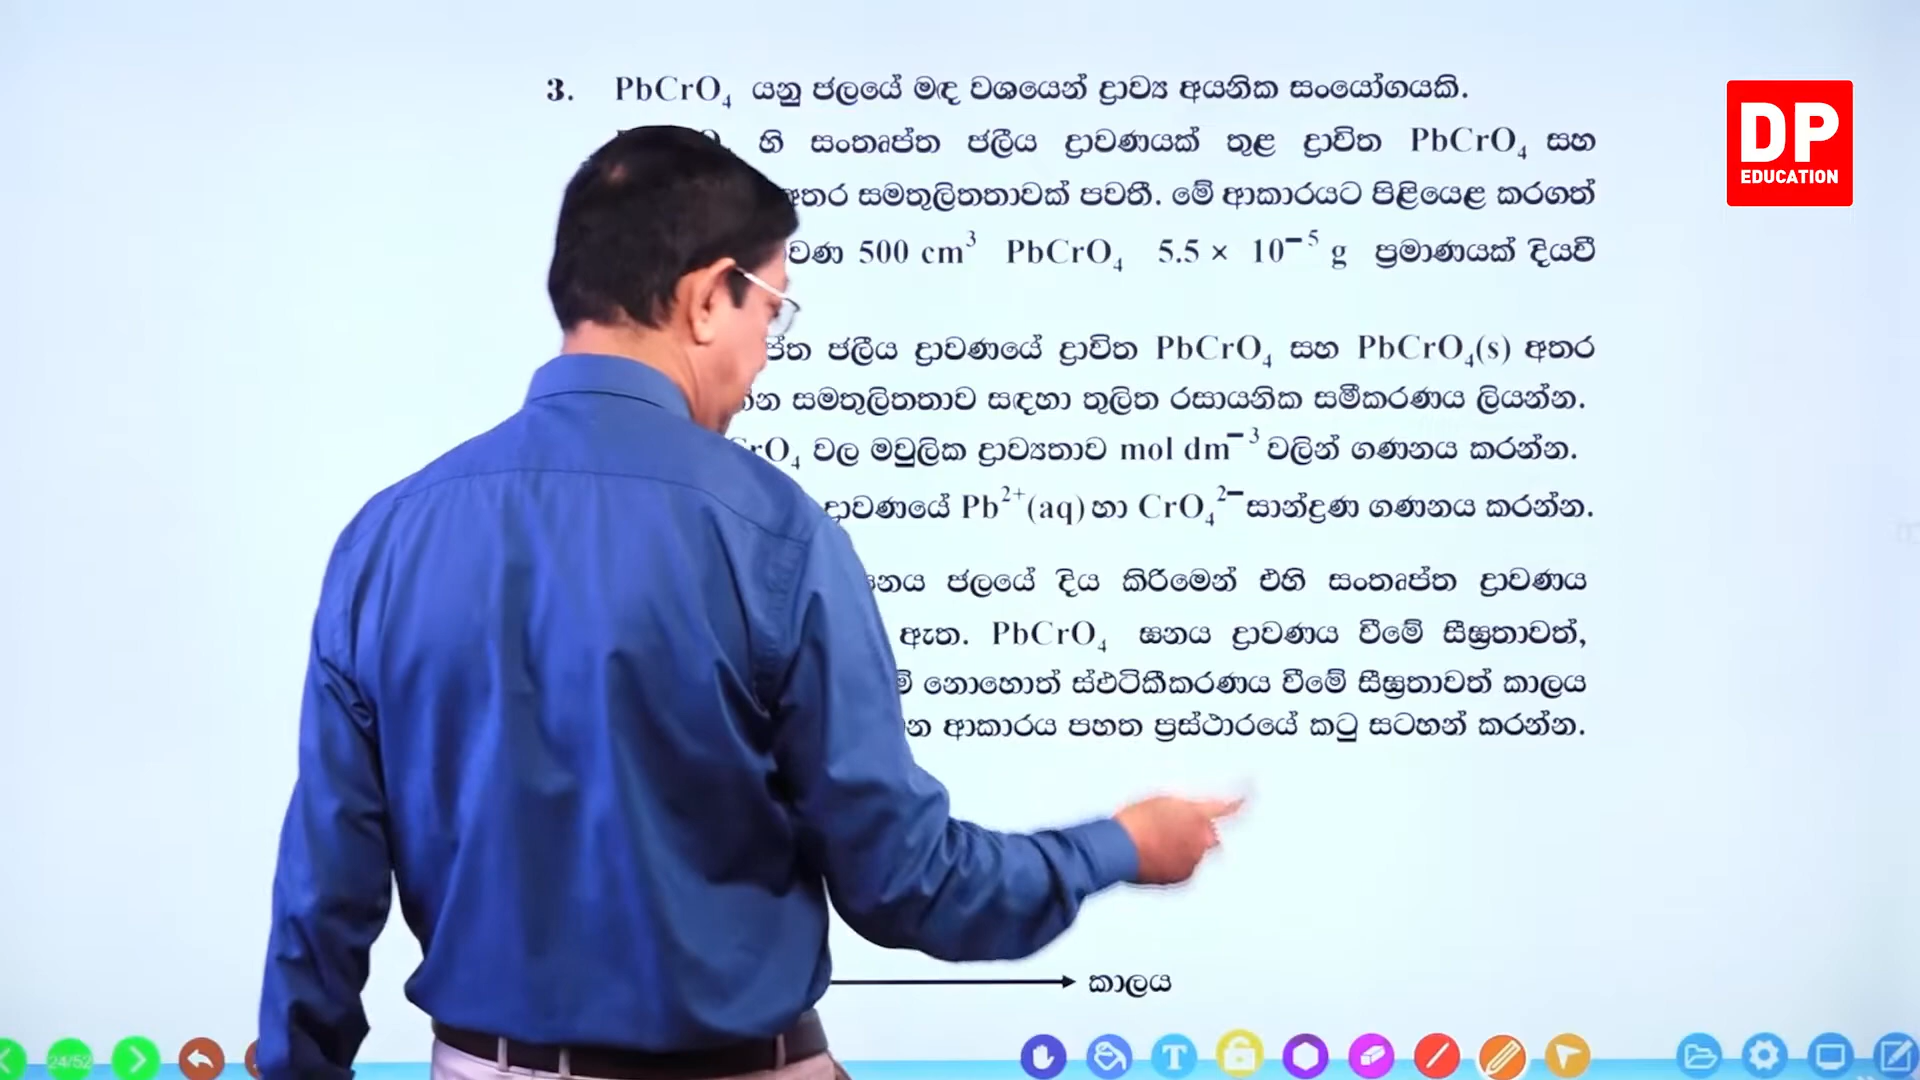 3. PbCrO₄ යනු ජලයේ මඳ වශයෙන් ද්‍රාව්‍ය අයනික සංයෝගයකි.
හි සංතෘප්ත ජලීය ද්‍රාවණයක් තුළ ද්‍රාවිත PbCrO₄ සහ
අතර සමතුලිතතාවක් පවතී. මේ ආකාරයට පිළියෙළ කරගත්
500 cm³ PbCrO₄ 5.5 × 10⁻⁵ g ප්‍රමාණයක් දියවී
ජලීය ද්‍රාවණයේ ද්‍රාවිත PbCrO₄ සහ PbCrO₄(s) අතර
සමතුලිතතාව සඳහා තුලිත රසායනික සමීකරණය ලියන්න.
වල මවුලික ද්‍රාව්‍යතාව mol dm⁻³ වලින් ගණනය කරන්න.
ද්‍රාවණයේ Pb²⁺(aq) හා CrO₄²⁻ සාන්ද්‍රණ ගණනය කරන්න.
ජලයේ දිය කිරීමෙන් එහි සංතෘප්ත ද්‍රාවණය
ඇත. PbCrO₄ ඝනය ද්‍රාවණය වීමේ සීඝ්‍රතාවත්,
නොහොත් ස්ඵටිකීකරණය වීමේ සීඝ්‍රතාවත් කාලය
ආකාරය පහත ප්‍රස්ථාරයේ කටු සටහන් කරන්න.
කාලය
DP
EDUCATION
24/52